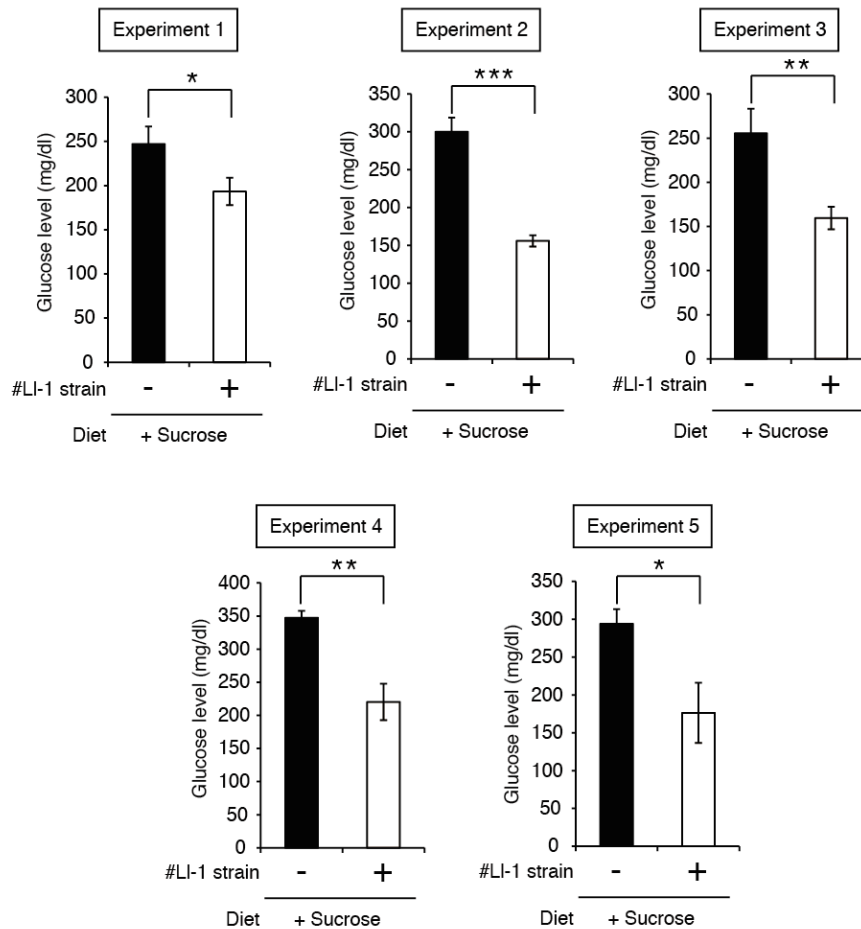 Experiment 1
*
300
250
200
150
100
50
0
Glucose level (mg/dl)
#LI-1 strain - +
Diet + Sucrose
Experiment 2
***
350
300
250
200
150
100
50
0
Glucose level (mg/dl)
#LI-1 strain - +
Diet + Sucrose
Experiment 3
**
300
250
200
150
100
50
0
Glucose level (mg/dl)
#LI-1 strain - +
Diet + Sucrose
Experiment 4
**
400
350
300
250
200
150
100
50
0
Glucose level (mg/dl)
#LI-1 strain - +
Diet + Sucrose
Experiment 5
*
350
300
250
200
150
100
50
0
Glucose level (mg/dl)
#LI-1 strain - +
Diet + Sucrose